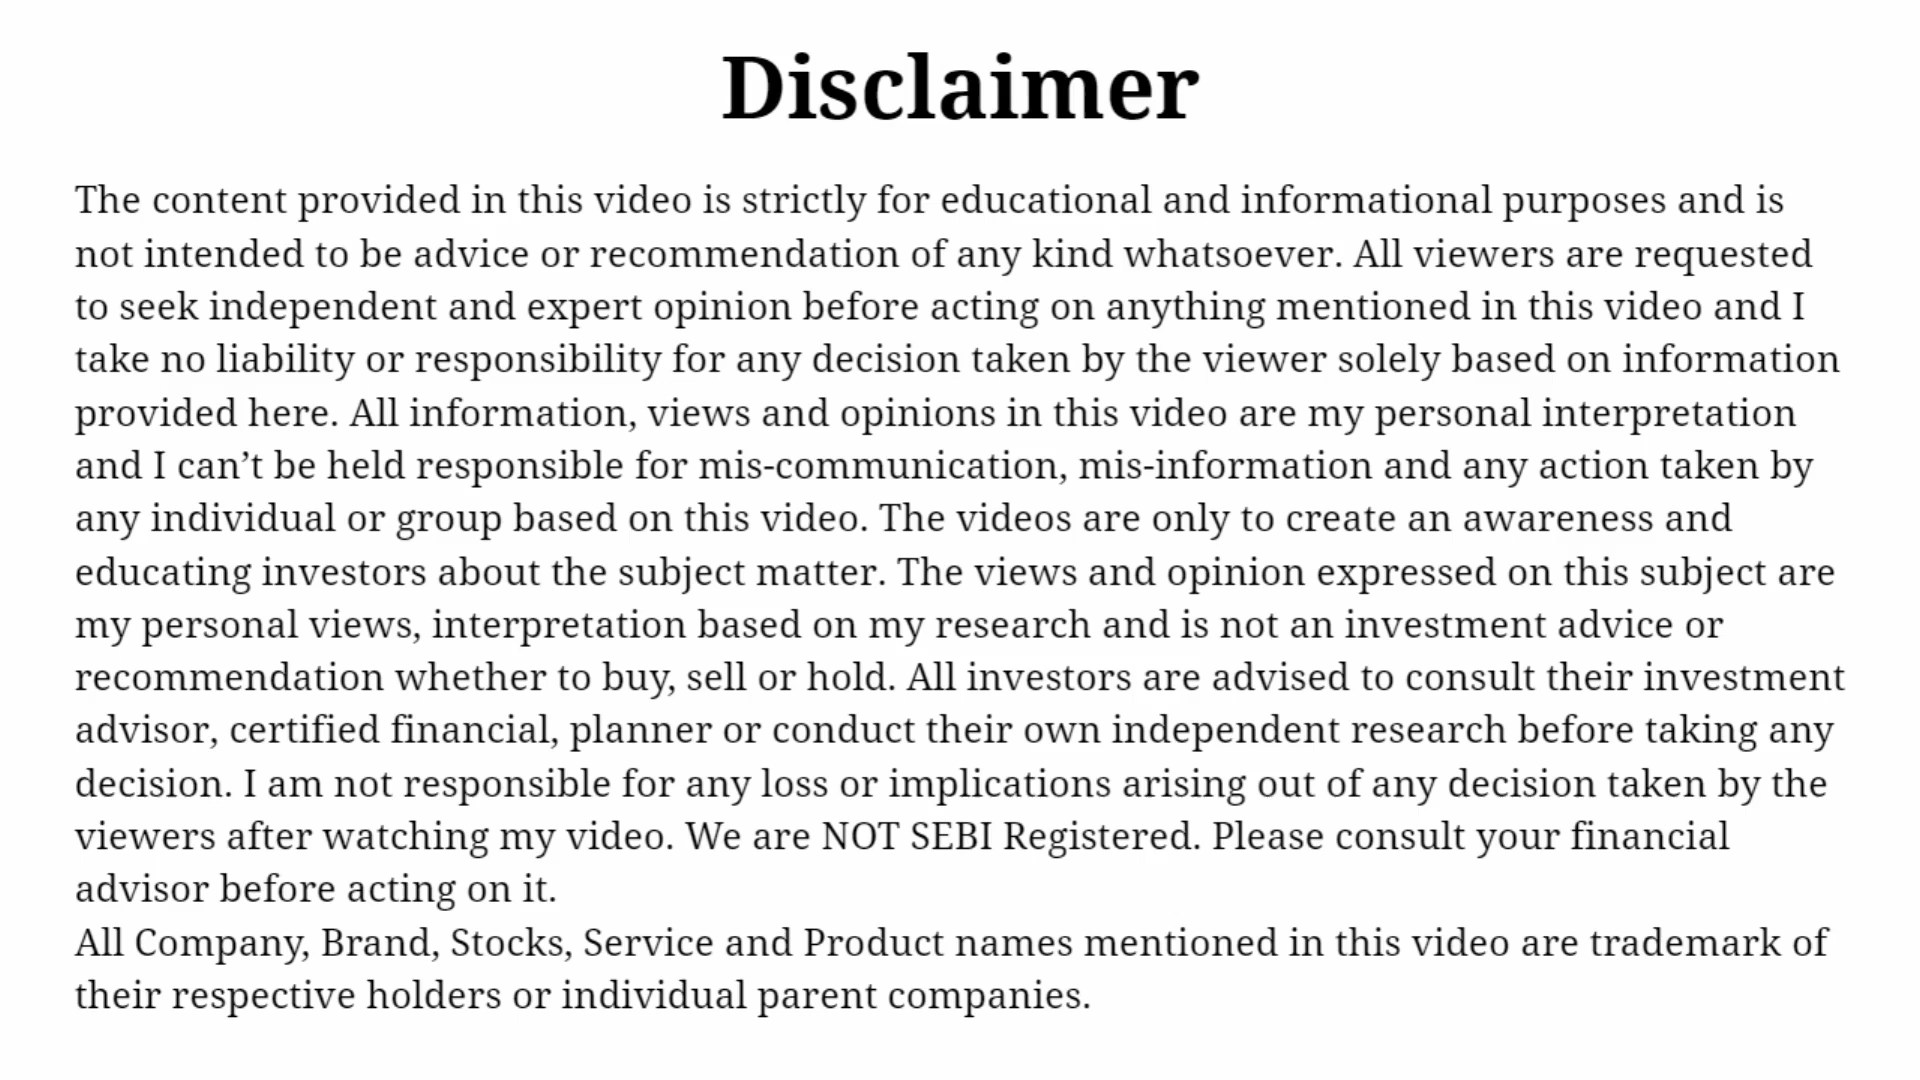 Disclaimer
The content provided in this video is strictly for educational and informational purposes and is
not intended to be advice or recommendation of any kind whatsoever. All viewers are requested
to seek independent and expert opinion before acting on anything mentioned in this video and I
take no liability or responsibility for any decision taken by the viewer solely based on information
provided here. All information, views and opinions in this video are my personal interpretation
and I can’t be held responsible for mis-communication, mis-information and any action taken by
any individual or group based on this video. The videos are only to create an awareness and
educating investors about the subject matter. The views and opinion expressed on this subject are
my personal views, interpretation based on my research and is not an investment advice or
recommendation whether to buy, sell or hold. All investors are advised to consult their investment
advisor, certified financial, planner or conduct their own independent research before taking any
decision. I am not responsible for any loss or implications arising out of any decision taken by the
viewers after watching my video. We are NOT SEBI Registered. Please consult your financial
advisor before acting on it.
All Company, Brand, Stocks, Service and Product names mentioned in this video are trademark of
their respective holders or individual parent companies.